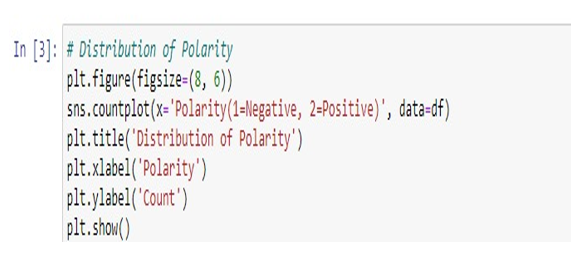 In [3]: # Distribution of Polarity
plt.figure(figsize=(8, 6))
sns.countplot(x='Polarity(1=Negative, 2=Positive)', data=df)
plt.title('Distribution of Polarity')
plt.xlabel('Polarity')
plt.ylabel('Count')
plt.show()